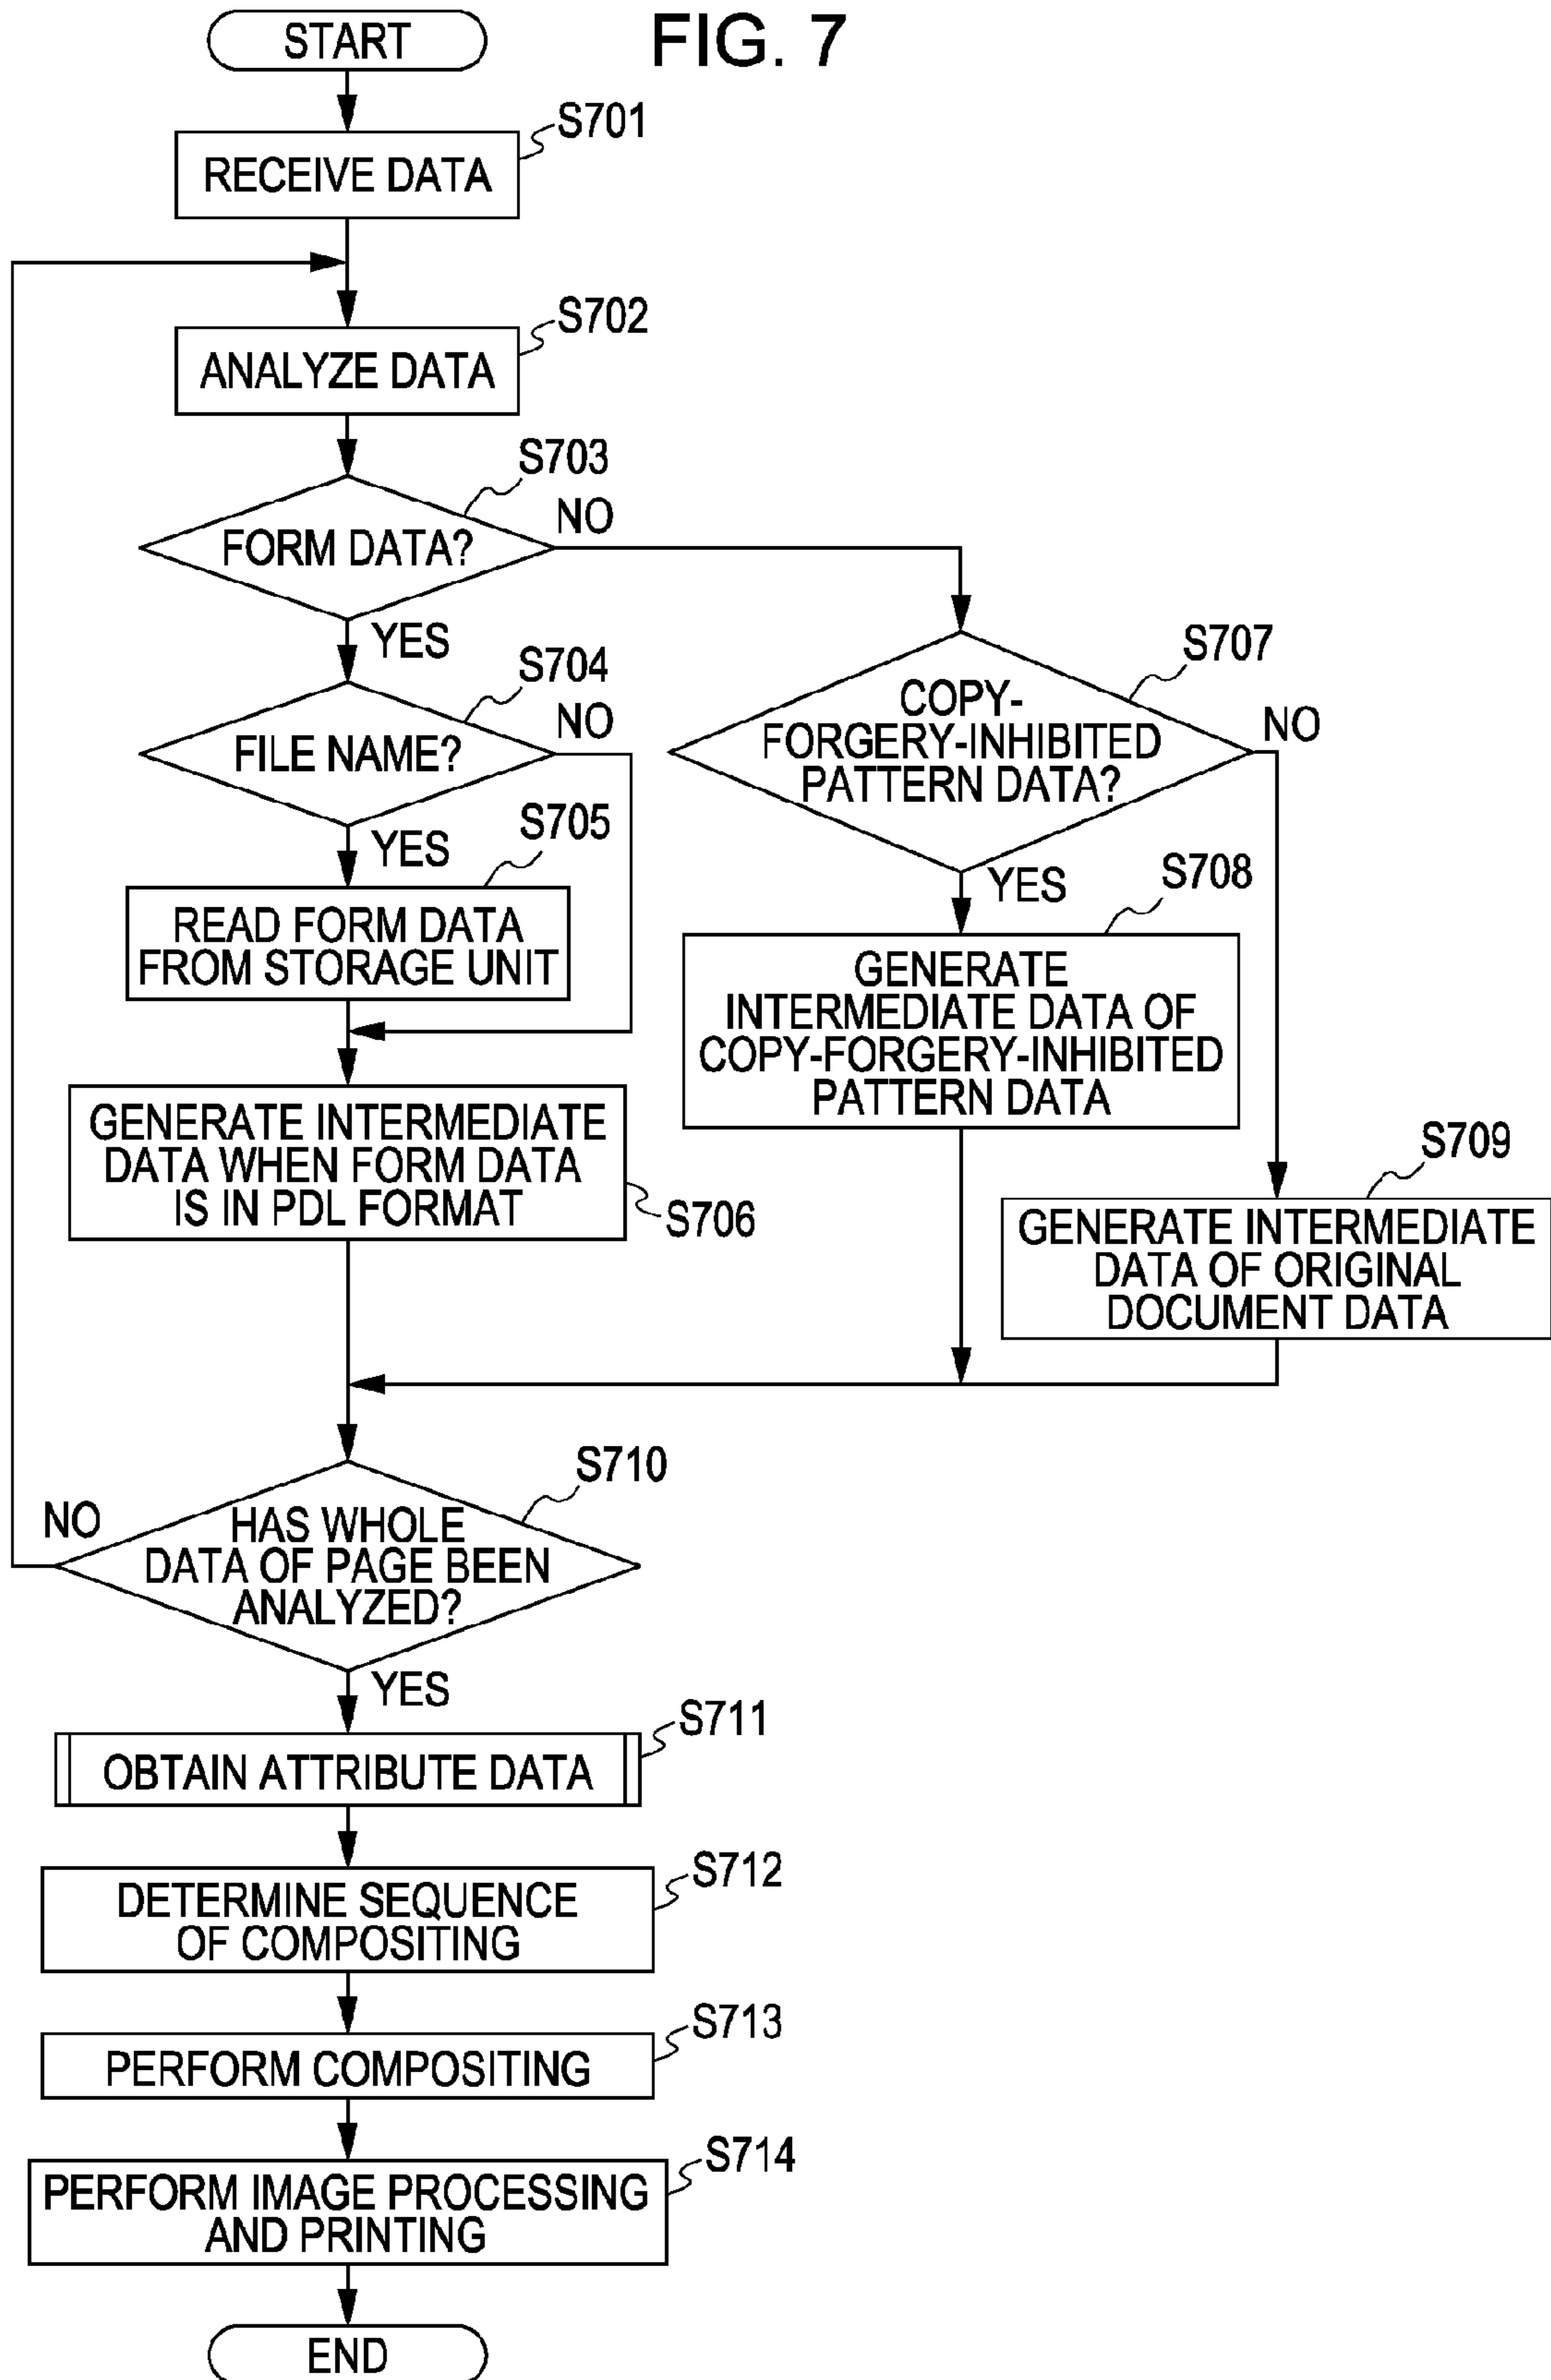 FIG. 7
START
S701
RECEIVE DATA
S702
ANALYZE DATA
S703
FORM DATA?
NO
YES
S704
FILE NAME?
NO
YES
S705
READ FORM DATA
FROM STORAGE UNIT
GENERATE INTERMEDIATE
DATA WHEN FORM DATA
IS IN PDL FORMAT
S706
S707
COPY-
FORGERY-INHIBITED
PATTERN DATA?
NO
YES
S708
GENERATE
INTERMEDIATE DATA OF
COPY-FORGERY-INHIBITED
PATTERN DATA
S709
GENERATE INTERMEDIATE
DATA OF ORIGINAL
DOCUMENT DATA
S710
HAS WHOLE
DATA OF PAGE BEEN
ANALYZED?
NO
YES
S711
OBTAIN ATTRIBUTE DATA
S712
DETERMINE SEQUENCE
OF COMPOSITING
S713
PERFORM COMPOSITING
S714
PERFORM IMAGE PROCESSING
AND PRINTING
END